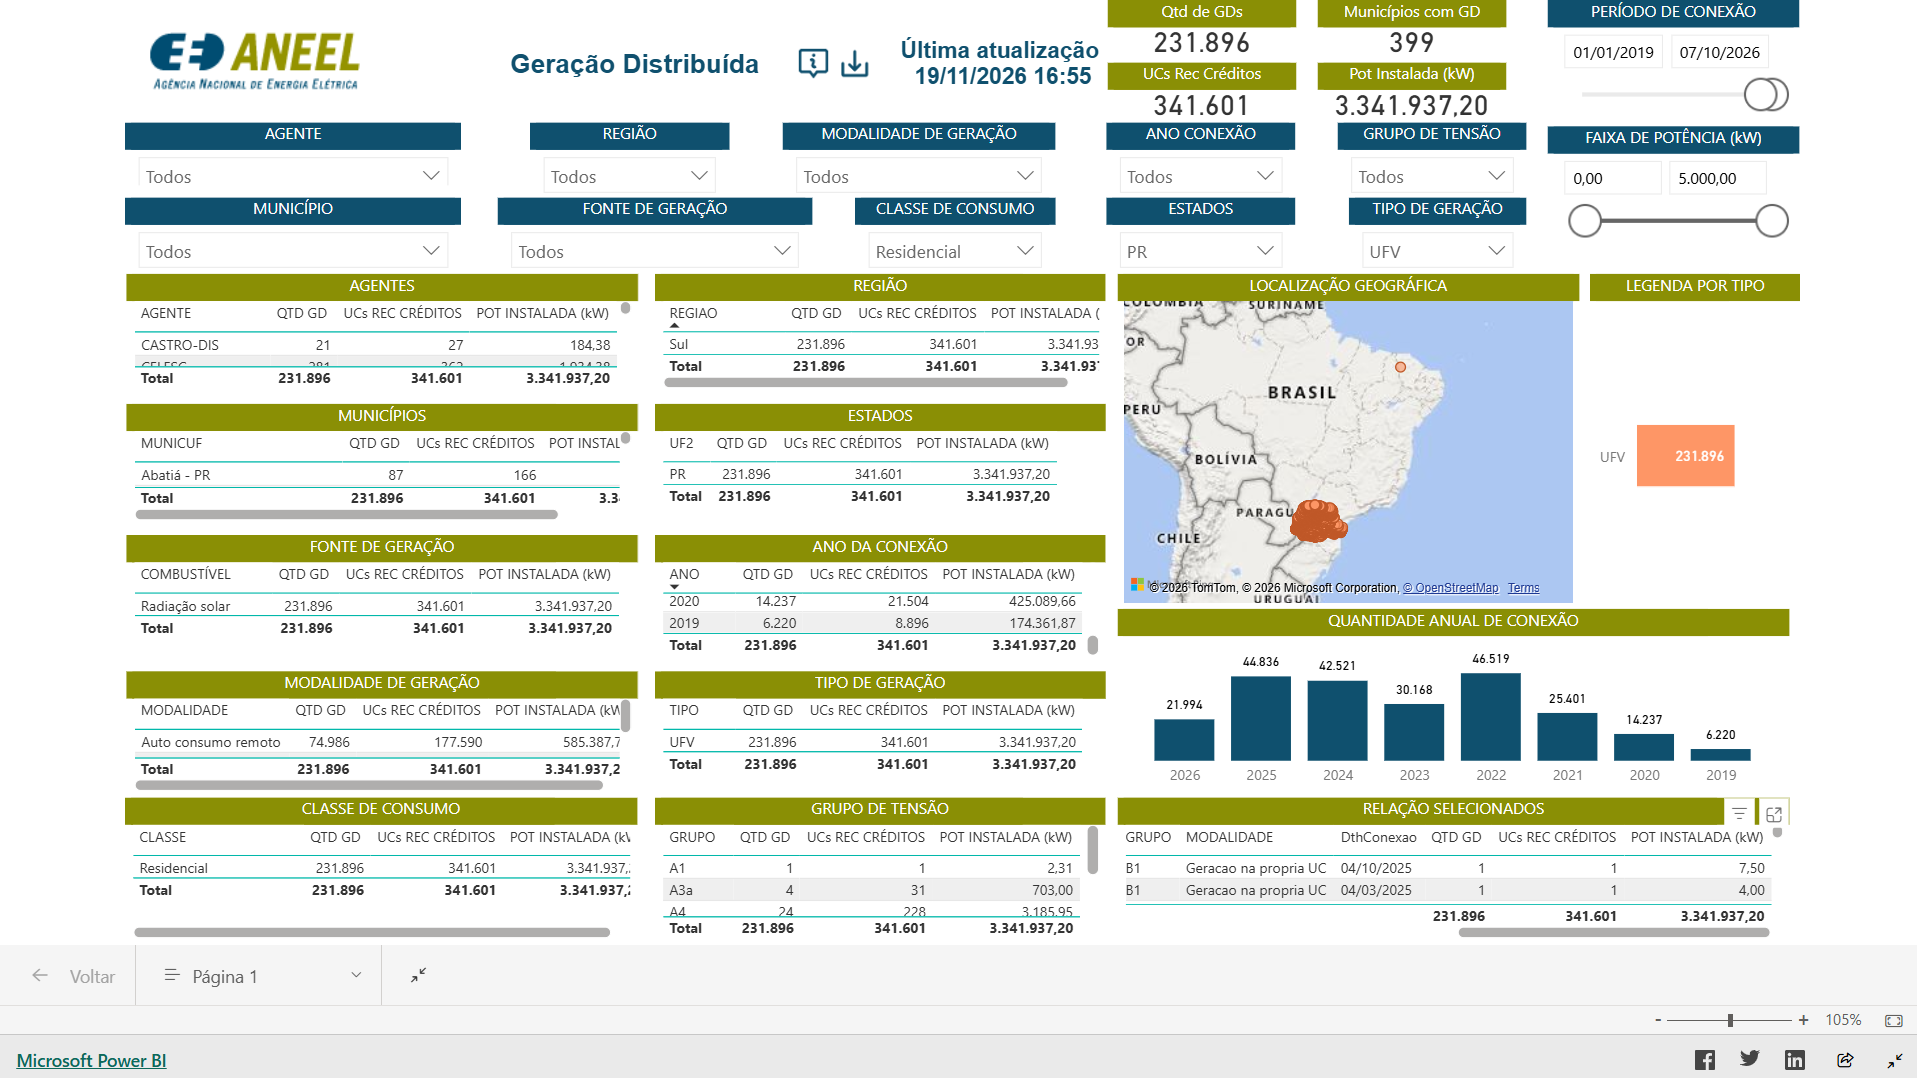 ANEEL
AGÊNCIA NACIONAL DE ENERGIA ELÉTRICA
Geração Distribuída
Última atualização
19/11/2026 16:55
Qtd de GDs
231.896
Municípios com GD
399
UCs Rec Créditos
341.601
Pot Instalada (kW)
3.341.937,20
PERÍODO DE CONEXÃO
01/01/2019 07/10/2026
FAIXA DE POTÊNCIA (kW)
0,00 5.000,00
AGENTE
Todos
REGIÃO
Todos
MODALIDADE DE GERAÇÃO
Todos
ANO CONEXÃO
Todos
GRUPO DE TENSÃO
Todos
MUNICÍPIO
Todos
FONTE DE GERAÇÃO
Todos
CLASSE DE CONSUMO
Residencial
ESTADOS
PR
TIPO DE GERAÇÃO
UFV
AGENTES
AGENTE QTD GD UCs REC CRÉDITOS POT INSTALADA (kW)
CASTRO-DIS 21 27 184,38
CELESC 281 362 1.934,38
Total 231.896 341.601 3.341.937,20
REGIÃO
REGIAO QTD GD UCs REC CRÉDITOS POT INSTALADA (
Sul 231.896 341.601 3.341.93
Total 231.896 341.601 3.341.93
LOCALIZAÇÃO GEOGRÁFICA
COLOMBIA SURINAME
OR
BRASIL
PERU
BOLÍVIA
PARAGU
CHILE
© 2026 TomTom, © 2026 Microsoft Corporation, © OpenStreetMap Terms
URUGUAI
LEGENDA POR TIPO
UFV 231.896
MUNICÍPIOS
MUNICUF QTD GD UCs REC CRÉDITOS POT INSTAL
Abatiá - PR 87 166
Total 231.896 341.601 3.3
ESTADOS
UF2 QTD GD UCs REC CRÉDITOS POT INSTALADA (kW)
PR 231.896 341.601 3.341.937,20
Total 231.896 341.601 3.341.937,20
FONTE DE GERAÇÃO
COMBUSTÍVEL QTD GD UCs REC CRÉDITOS POT INSTALADA (kW)
Radiação solar 231.896 341.601 3.341.937,20
Total 231.896 341.601 3.341.937,20
ANO DA CONEXÃO
ANO QTD GD UCs REC CRÉDITOS POT INSTALADA (kW)
2020 14.237 21.504 425.089,66
2019 6.220 8.896 174.361,87
Total 231.896 341.601 3.341.937,20
QUANTIDADE ANUAL DE CONEXÃO
21.994 44.836 42.521 30.168 46.519 25.401 14.237 6.220
2026 2025 2024 2023 2022 2021 2020 2019
MODALIDADE DE GERAÇÃO
MODALIDADE QTD GD UCs REC CRÉDITOS POT INSTALADA (kW
Auto consumo remoto 74.986 177.590 585.387,7
Total 231.896 341.601 3.341.937,2
TIPO DE GERAÇÃO
TIPO QTD GD UCs REC CRÉDITOS POT INSTALADA (kW)
UFV 231.896 341.601 3.341.937,20
Total 231.896 341.601 3.341.937,20
CLASSE DE CONSUMO
CLASSE QTD GD UCs REC CRÉDITOS POT INSTALADA (kW
Residencial 231.896 341.601 3.341.937,
Total 231.896 341.601 3.341.937,
GRUPO DE TENSÃO
GRUPO QTD GD UCs REC CRÉDITOS POT INSTALADA (kW)
A1 1 1 2,31
A3a 4 31 703,00
A4 24 228 3.185,95
Total 231.896 341.601 3.341.937,20
RELAÇÃO SELECIONADOS
GRUPO MODALIDADE DthConexao QTD GD UCs REC CRÉDITOS POT INSTALADA (kW)
B1 Geracao na propria UC 04/10/2025 1 1 7,50
B1 Geracao na propria UC 04/03/2025 1 1 4,00
231.896 341.601 3.341.937,20
Voltar Página 1
- + 105%
Microsoft Power BI